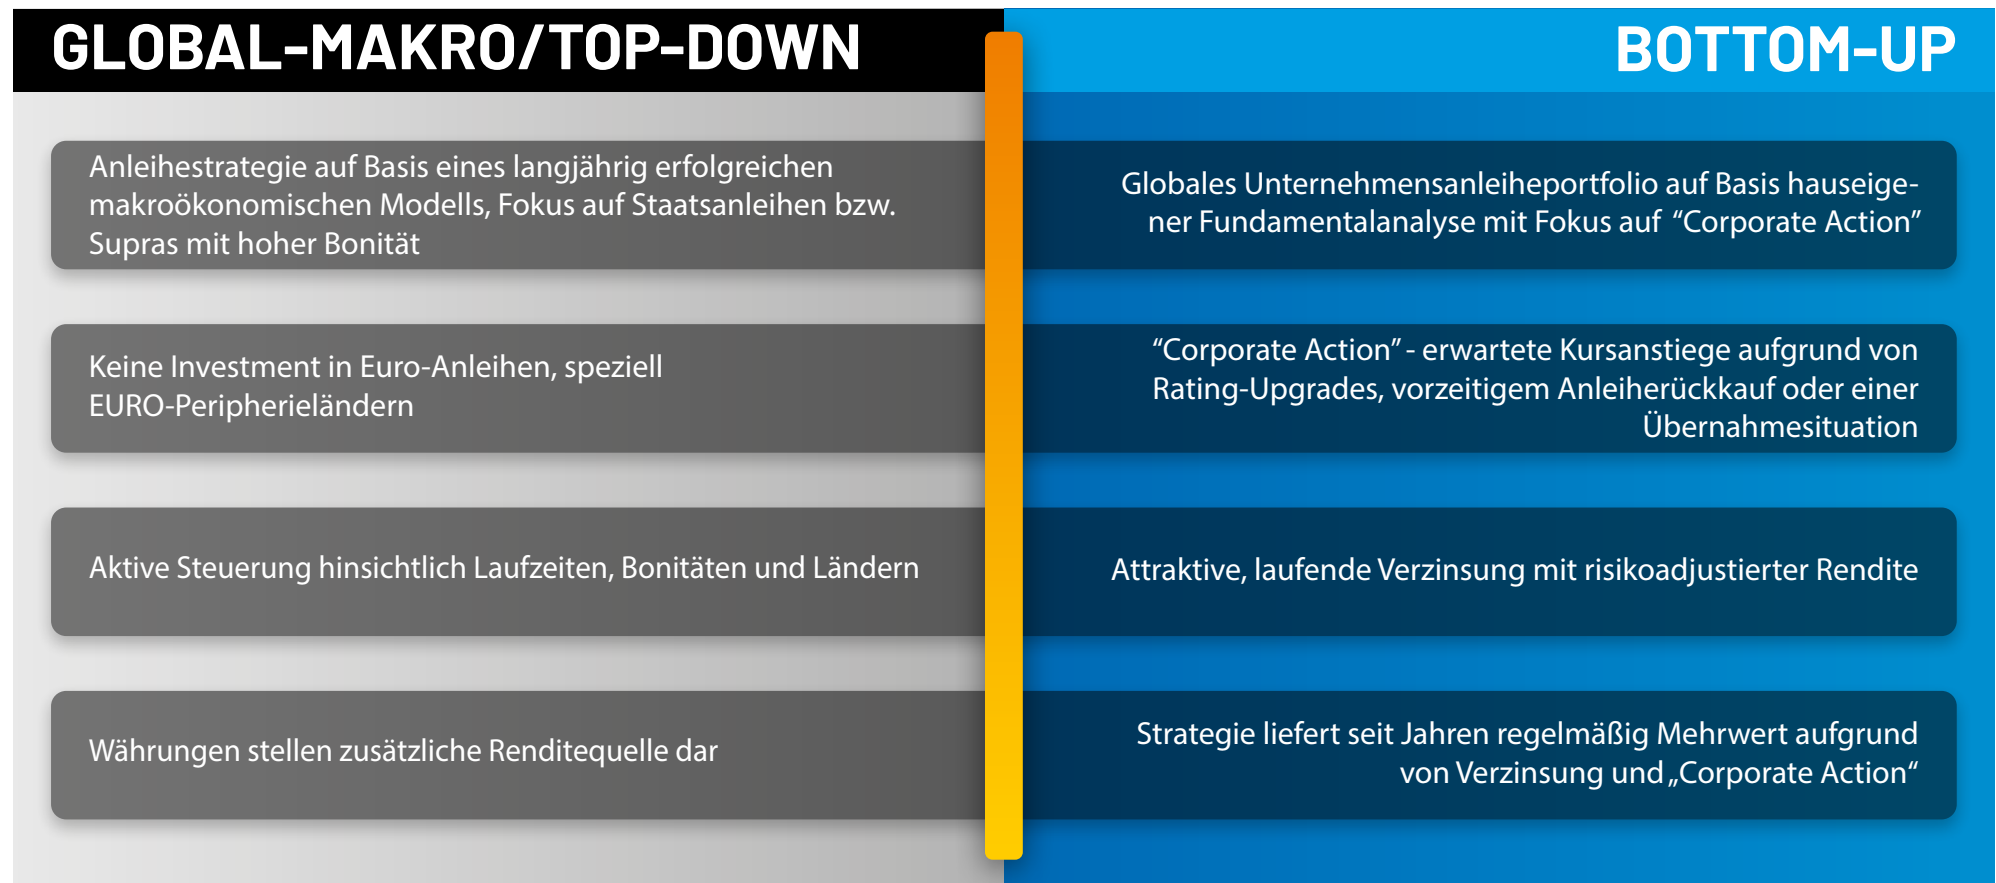 GLOBAL-MAKRO/TOP-DOWN
Anleihestrategie auf Basis eines langjährig erfolgreichen
makroökonomischen Modells, Fokus auf Staatsanleihen bzw.
Supras mit hoher Bonität
Keine Investment in Euro-Anleihen, speziell
EURO-Peripherieländern
Aktive Steuerung hinsichtlich Laufzeiten, Bonitäten und Ländern
Währungen stellen zusätzliche Renditequelle dar
BOTTOM-UP
Globales Unternehmensanleiheportfolio auf Basis hauseige-
ner Fundamentalanalyse mit Fokus auf “Corporate Action”
“Corporate Action” - erwartete Kursanstiege aufgrund von
Rating-Upgrades, vorzeitigem Anleiherückkauf oder einer
Übernahmesituation
Attraktive, laufende Verzinsung mit risikoadjustierter Rendite
Strategie liefert seit Jahren regelmäßig Mehrwert aufgrund
von Verzinsung und „Corporate Action“